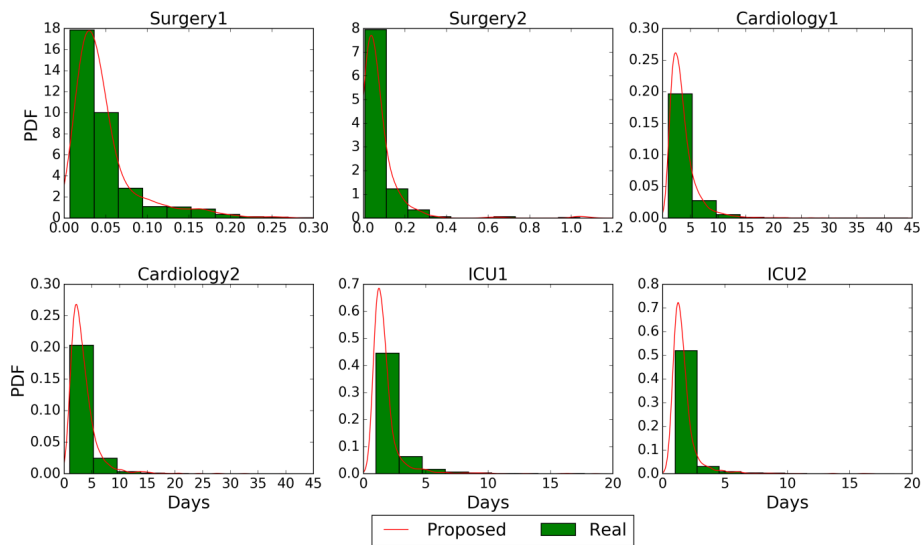 Surgery1
Surgery2
Cardiology1
PDF
18
16
14
12
10
8
6
4
2
0
0.00 0.05 0.10 0.15 0.20 0.25 0.30
8
7
6
5
4
3
2
1
0
0.0 0.2 0.4 0.6 0.8 1.0 1.2
0.30
0.25
0.20
0.15
0.10
0.05
0.00
0 5 10 15 20 25 30 35 40 45
Cardiology2
ICU1
ICU2
PDF
0.30
0.25
0.20
0.15
0.10
0.05
0.00
0 5 10 15 20 25 30 35 40 45
Days
0.7
0.6
0.5
0.4
0.3
0.2
0.1
0.0
0 5 10 15 20
Days
0.8
0.7
0.6
0.5
0.4
0.3
0.2
0.1
0.0
0 5 10 15 20
Days
Proposed Real